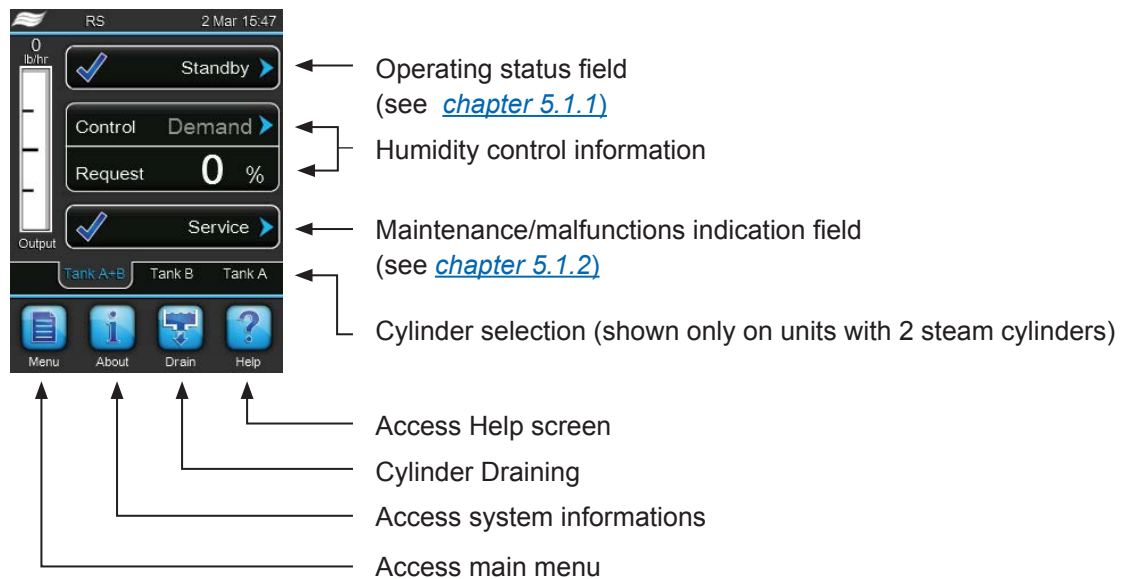 RS 2 Mar 15:47
0
lb/hr
Standby
Control Demand
Request 0 %
Service
Output
Tank A+B Tank B Tank A
Menu About Drain Help
Operating status field
(see chapter 5.1.1)
Humidity control information
Maintenance/malfunctions indication field
(see chapter 5.1.2)
Cylinder selection (shown only on units with 2 steam cylinders)
Access Help screen
Cylinder Draining
Access system informations
Access main menu